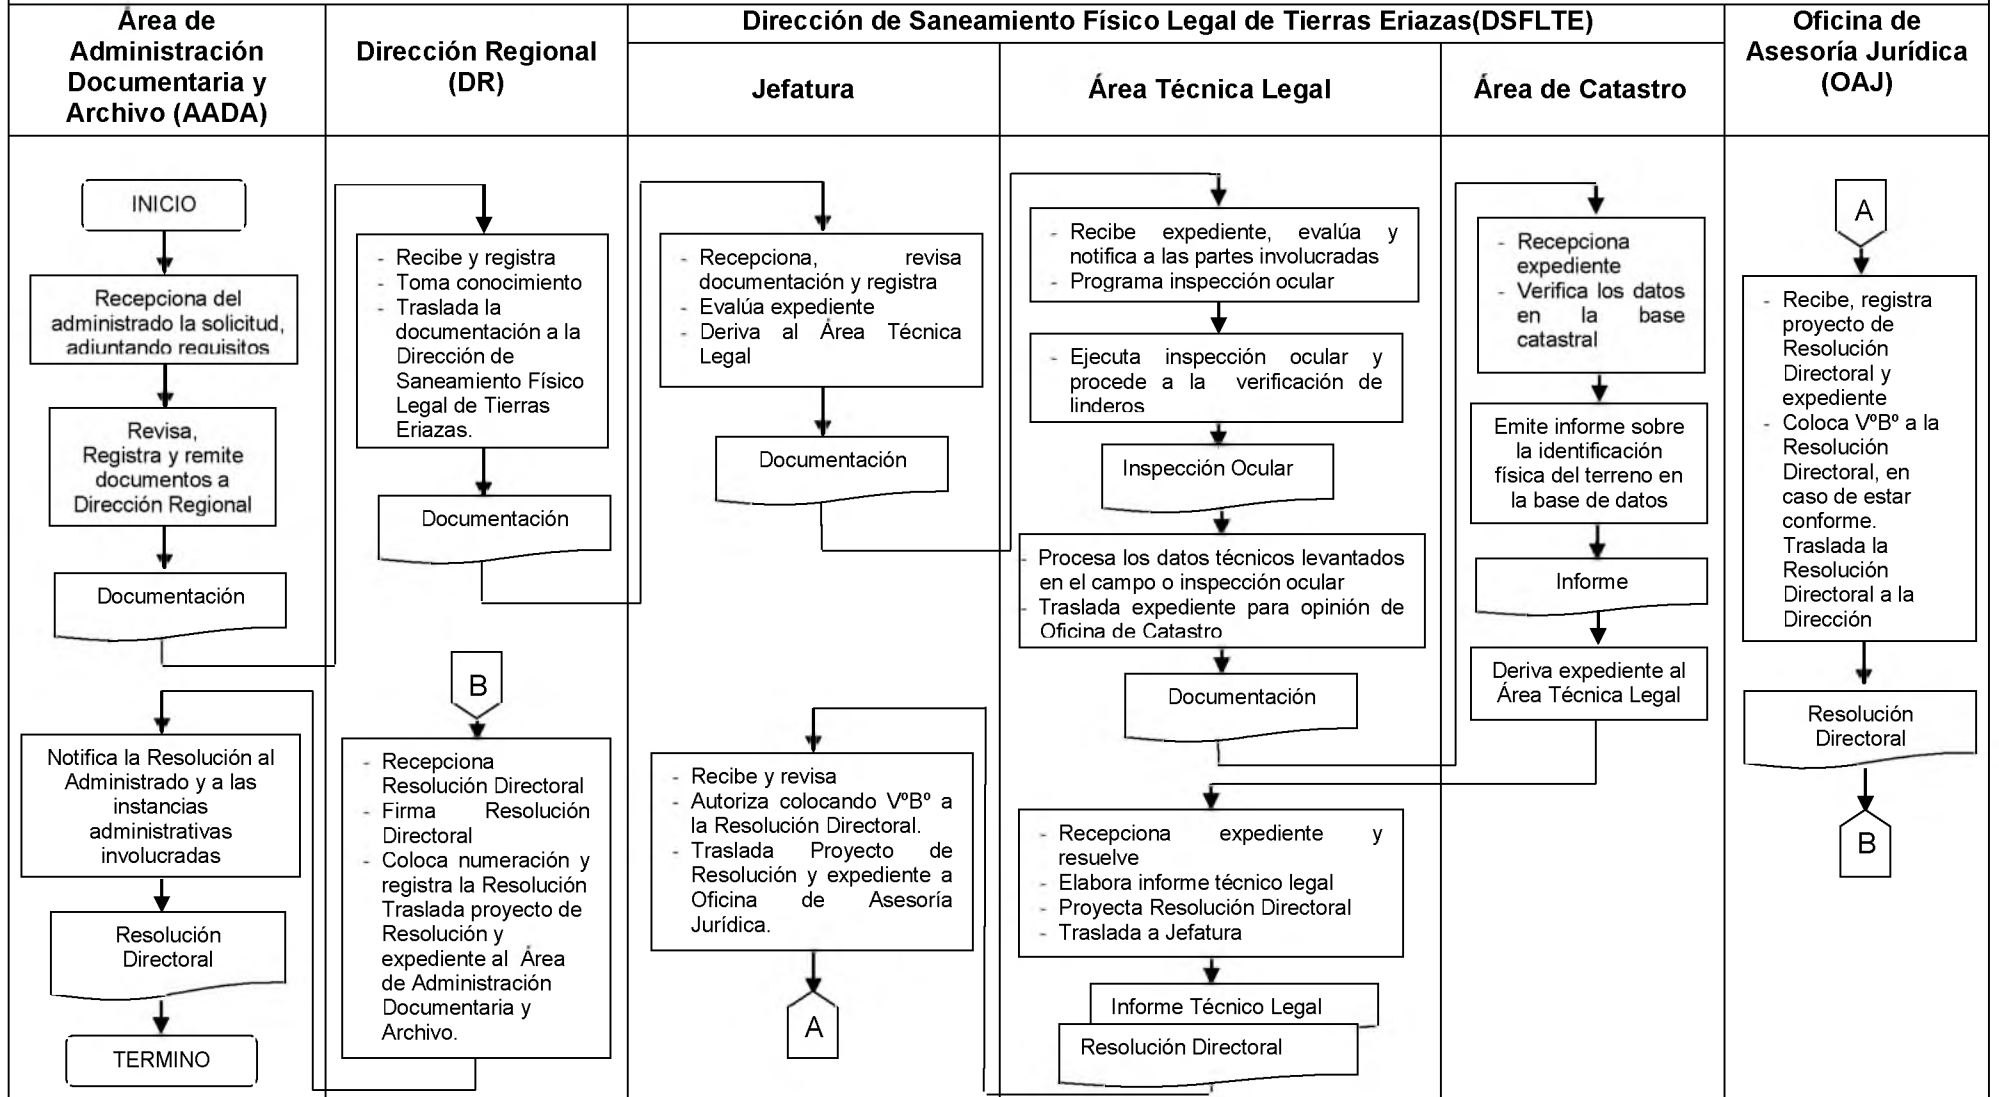 Área de
Administración
Documentaria y
Archivo (AADA)
Dirección Regional
(DR)
Dirección de Saneamiento Físico Legal de Tierras Eriazas(DSFLTE)
Jefatura
Área Técnica Legal
Área de Catastro
Oficina de
Asesoría Jurídica
(OAJ)
INICIO
Recepciona del
administrado la solicitud,
adjuntando requisitos
Revisa,
Registra y remite
documentos a
Dirección Regional
Documentación
Notifica la Resolución al
Administrado y a las
instancias
administrativas
involucradas
Resolución
Directoral
TERMINO
- Recibe y registra
- Toma conocimiento
- Traslada la
documentación a la
Dirección de
Saneamiento Físico
Legal de Tierras
Eriazas.
Documentación
B
- Recepciona
Resolución Directoral
- Firma Resolución
Directoral
- Coloca numeración y
registra la Resolución
Traslada proyecto de
Resolución y
expediente al Área
de Administración
Documentaria y
Archivo.
- Recepciona, revisa
documentación y registra
- Evalúa expediente
- Deriva al Área Técnica
Legal
Documentación
- Recibe y revisa
- Autoriza colocando VºBº a
la Resolución Directoral.
- Traslada Proyecto de
Resolución y expediente a
Oficina de Asesoría
Jurídica.
A
- Recibe expediente, evalúa y
notifica a las partes involucradas
- Programa inspección ocular
- Ejecuta inspección ocular y
procede a la verificación de
linderos
Inspección Ocular
- Procesa los datos técnicos levantados
en el campo o inspección ocular
- Traslada expediente para opinión de
Oficina de Catastro
Documentación
- Recepciona expediente y
resuelve
- Elabora informe técnico legal
- Proyecta Resolución Directoral
- Traslada a Jefatura
Informe Técnico Legal
Resolución Directoral
- Recepciona
expediente
- Verifica los datos
en la base
catastral
Emite informe sobre
la identificación
física del terreno en
la base de datos
Informe
Deriva expediente al
Área Técnica Legal
A
- Recibe, registra
proyecto de
Resolución
Directoral y
expediente
- Coloca VºBº a la
Resolución
Directoral, en
caso de estar
conforme.
Traslada la
Resolución
Directoral a la
Dirección
Resolución
Directoral
B